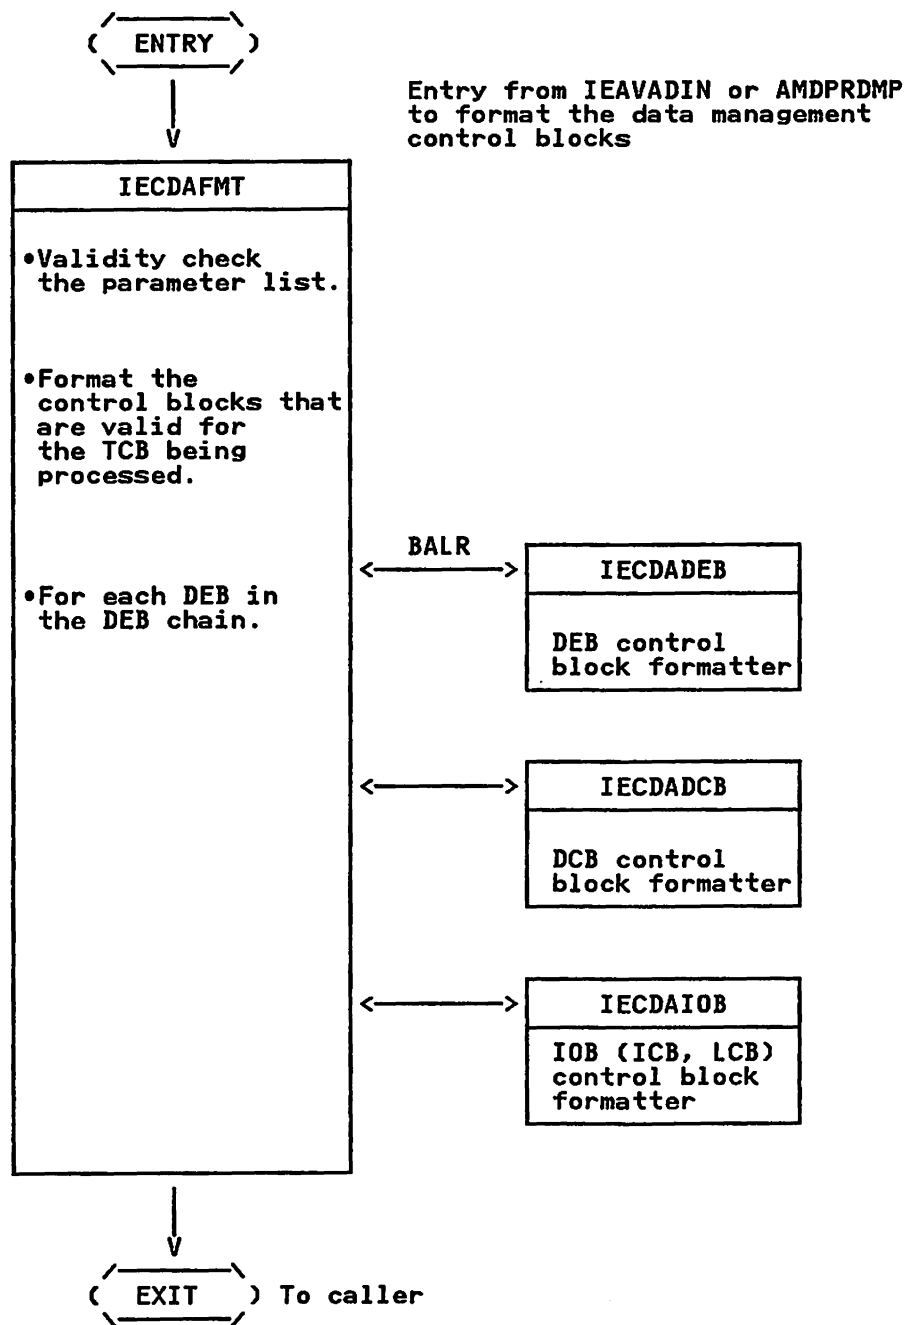 ENTRY
Entry from IEAVADIN or AMDPRDMP
to format the data management
control blocks
IECDAFMT
•Validity check
the parameter list.
•Format the
control blocks that
are valid for
the TCB being
processed.
•For each DEB in
the DEB chain.
BALR
IECDADEB
DEB control
block formatter
IECDADCB
DCB control
block formatter
IECDAIOB
IOB (ICB, LCB)
control block
formatter
EXIT To caller